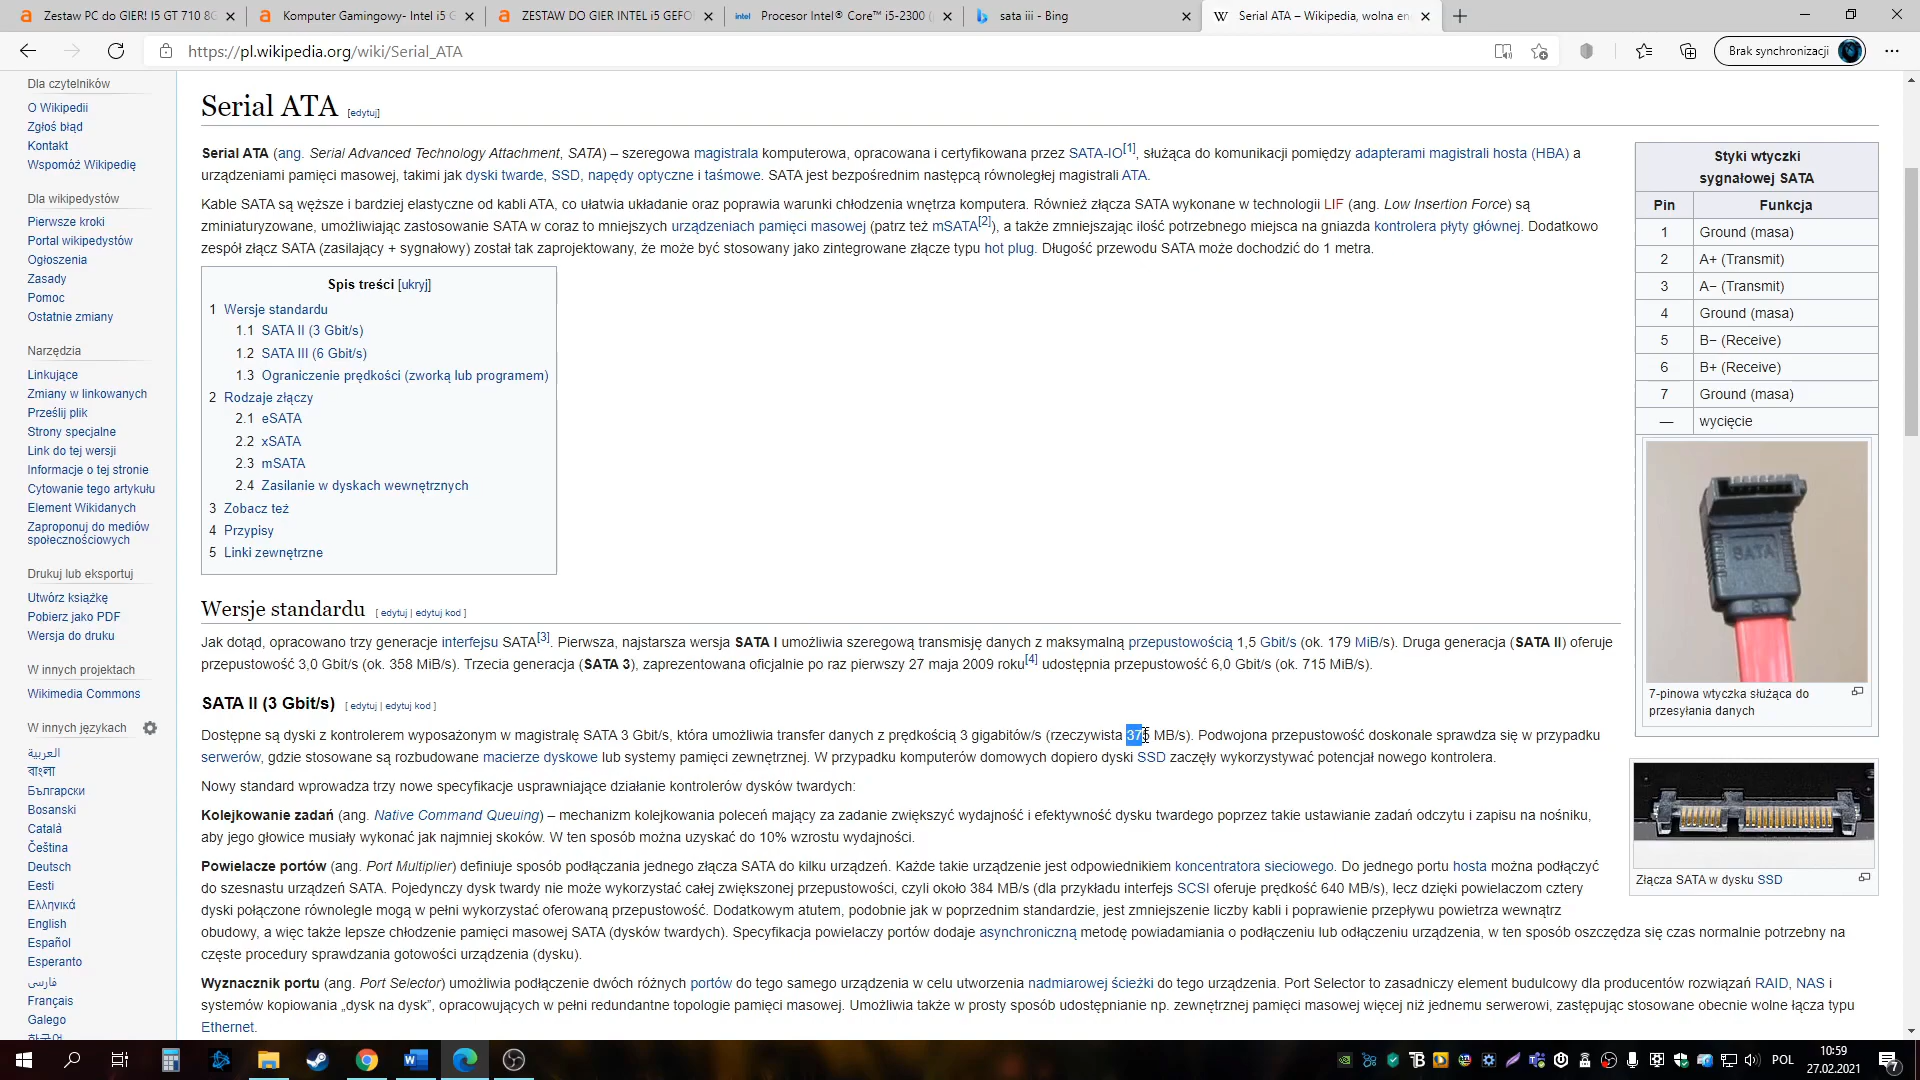 Zestaw PC do GIER! I5 GT 710 8G
Komputer Gamingowy- Intel i5 G
ZESTAW DO GIER INTEL i5 GEFO
intel Procesor Intel® Core™ i5-2300 (
sata iii - Bing
W Serial ATA – Wikipedia, wolna en
https://pl.wikipedia.org/wiki/Serial_ATA
Brak synchronizacji
Dla czytelników
O Wikipedii
Zgłoś błąd
Kontakt
Wspomóż Wikipedię
Dla wikipedystów
Pierwsze kroki
Portal wikipedystów
Ogłoszenia
Zasady
Pomoc
Ostatnie zmiany
Narzędzia
Linkujące
Zmiany w linkowanych
Prześlij plik
Strony specjalne
Link do tej wersji
Informacje o tej stronie
Cytowanie tego artykułu
Element Wikidanych
Zaproponuj do mediów
społecznościowych
Drukuj lub eksportuj
Utwórz książkę
Pobierz jako PDF
Wersja do druku
W innych projektach
Wikimedia Commons
W innych językach
العربية
বাংলা
Български
Bosanski
Català
Čeština
Deutsch
Eesti
Ελληνικά
English
Español
Esperanto
فارسی
Français
Galego
한국어
Serial ATA [edytuj]
Serial ATA (ang. Serial Advanced Technology Attachment, SATA) – szeregowa magistrala komputerowa, opracowana i certyfikowana przez SATA-IO[1], służąca do komunikacji pomiędzy adapterami magistrali hosta (HBA) a
urządzeniami pamięci masowej, takimi jak dyski twarde, SSD, napędy optyczne i taśmowe. SATA jest bezpośrednim następcą równoległej magistrali ATA.
Kable SATA są węższe i bardziej elastyczne od kabli ATA, co ułatwia układanie oraz poprawia warunki chłodzenia wnętrza komputera. Również złącza SATA wykonane w technologii LIF (ang. Low Insertion Force) są
zminiaturyzowane, umożliwiając zastosowanie SATA w coraz to mniejszych urządzeniach pamięci masowej (patrz też mSATA[2]), a także zmniejszając ilość potrzebnego miejsca na gniazda kontrolera płyty głównej. Dodatkowo
zespół złącz SATA (zasilający + sygnałowy) został tak zaprojektowany, że może być stosowany jako zintegrowane złącze typu hot plug. Długość przewodu SATA może dochodzić do 1 metra.
Spis treści [ukryj]
1 Wersje standardu
1.1 SATA II (3 Gbit/s)
1.2 SATA III (6 Gbit/s)
1.3 Ograniczenie prędkości (zworką lub programem)
2 Rodzaje złączy
2.1 eSATA
2.2 xSATA
2.3 mSATA
2.4 Zasilanie w dyskach wewnętrznych
3 Zobacz też
4 Przypisy
5 Linki zewnętrzne
Wersje standardu [ edytuj | edytuj kod ]
Jak dotąd, opracowano trzy generacje interfejsu SATA[3]. Pierwsza, najstarsza wersja SATA I umożliwia szeregową transmisję danych z maksymalną przepustowością 1,5 Gbit/s (ok. 179 MiB/s). Druga generacja (SATA II) oferuje
przepustowość 3,0 Gbit/s (ok. 358 MiB/s). Trzecia generacja (SATA 3), zaprezentowana oficjalnie po raz pierwszy 27 maja 2009 roku[4] udostępnia przepustowość 6,0 Gbit/s (ok. 715 MiB/s).
SATA II (3 Gbit/s) [ edytuj | edytuj kod ]
Dostępne są dyski z kontrolerem wyposażonym w magistralę SATA 3 Gbit/s, która umożliwia transfer danych z prędkością 3 gigabitów/s (rzeczywista 375 MB/s). Podwojona przepustowość doskonale sprawdza się w przypadku
serwerów, gdzie stosowane są rozbudowane macierze dyskowe lub systemy pamięci zewnętrznej. W przypadku komputerów domowych dopiero dyski SSD zaczęły wykorzystywać potencjał nowego kontrolera.
Nowy standard wprowadza trzy nowe specyfikacje usprawniające działanie kontrolerów dysków twardych:
Kolejkowanie zadań (ang. Native Command Queuing) – mechanizm kolejkowania poleceń mający za zadanie zwiększyć wydajność i efektywność dysku twardego poprzez takie ustawianie zadań odczytu i zapisu na nośniku,
aby jego głowice musiały wykonać jak najmniej skoków. W ten sposób można uzyskać do 10% wzrostu wydajności.
Powielacze portów (ang. Port Multiplier) definiuje sposób podłączania jednego złącza SATA do kilku urządzeń. Każde takie urządzenie jest odpowiednikiem koncentratora sieciowego. Do jednego portu hosta można podłączyć
do szesnastu urządzeń SATA. Pojedynczy dysk twardy nie może wykorzystać całej zwiększonej przepustowości, czyli około 384 MB/s (dla przykładu interfejs SCSI oferuje prędkość 640 MB/s), lecz dzięki powielaczom cztery
dyski połączone równolegle mogą w pełni wykorzystać oferowaną przepustowość. Dodatkowym atutem, podobnie jak w poprzednim standardzie, jest zmniejszenie liczby kabli i poprawienie przepływu powietrza wewnątrz
obudowy, a więc także lepsze chłodzenie pamięci masowej SATA (dysków twardych). Specyfikacja powielaczy portów dodaje asynchroniczną metodę powiadamiania o podłączeniu lub odłączeniu urządzenia, w ten sposób oszczędza się czas normalnie potrzebny na
częste procedury sprawdzania gotowości urządzenia (dysku).
Wyznacznik portu (ang. Port Selector) umożliwia podłączenie dwóch różnych portów do tego samego urządzenia w celu utworzenia nadmiarowej ścieżki do tego urządzenia. Port Selector to zasadniczy element budulcowy dla producentów rozwiązań RAID, NAS i
systemów kopiowania „dysk na dysk”, opracowujących w pełni redundantne topologie pamięci masowej. Umożliwia także w prosty sposób udostępnianie np. zewnętrznej pamięci masowej więcej niż jednemu serwerowi, zastępując stosowane obecnie wolne łącza typu
Ethernet.
Styki wtyczki
sygnałowej SATA
Pin Funkcja
1 Ground (masa)
2 A+ (Transmit)
3 A− (Transmit)
4 Ground (masa)
5 B− (Receive)
6 B+ (Receive)
7 Ground (masa)
— wycięcie
SATA
7-pinowa wtyczka służąca do
przesyłania danych
Złącza SATA w dysku SSD
POL
10:59
27.02.2021
7